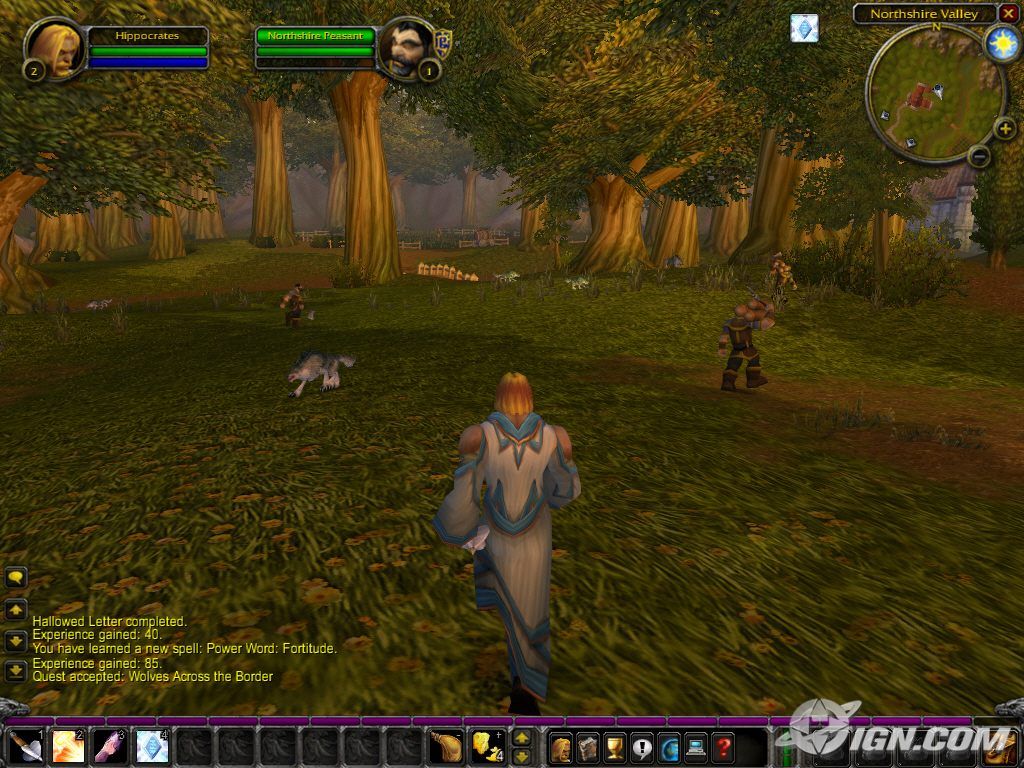 Hippocrates
2
Northshire Peasant
1
Northshire Valley
N
Hallowed Letter completed.
Experience gained: 40.
You have learned a new spell: Power Word: Fortitude.
Experience gained: 85.
Quest accepted: Wolves Across the Border
1
2
3
4
+
4
IGN.COM